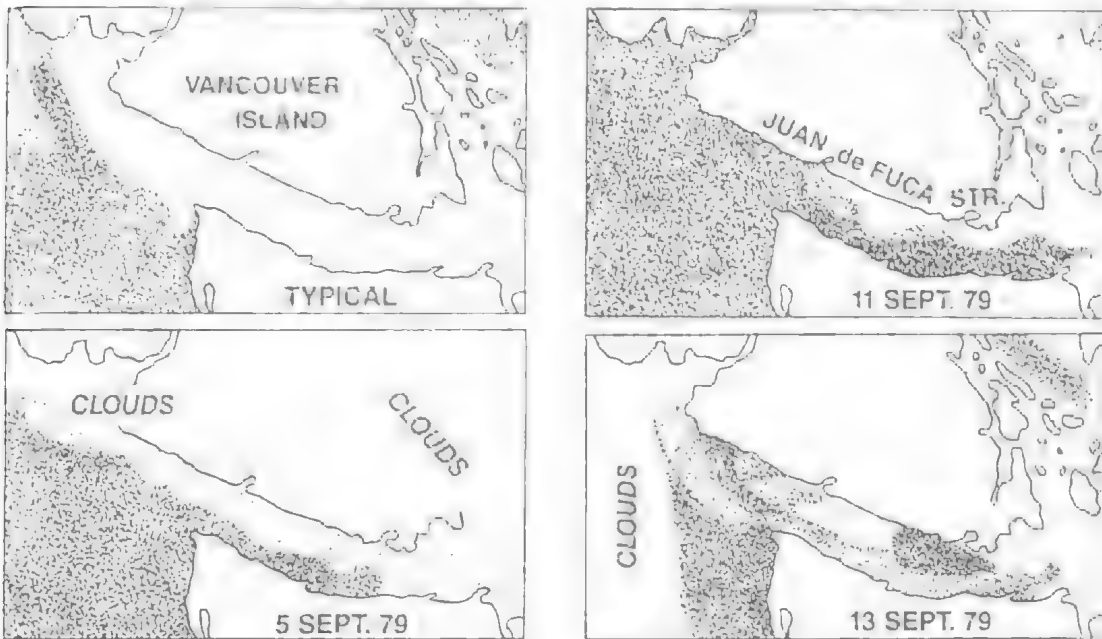 VANCOUVER
ISLAND
TYPICAL
JUAN de FUCA STR.
11 SEPT. 79
CLOUDS
CLOUDS
5 SEPT. 79
CLOUDS
13 SEPT. 79